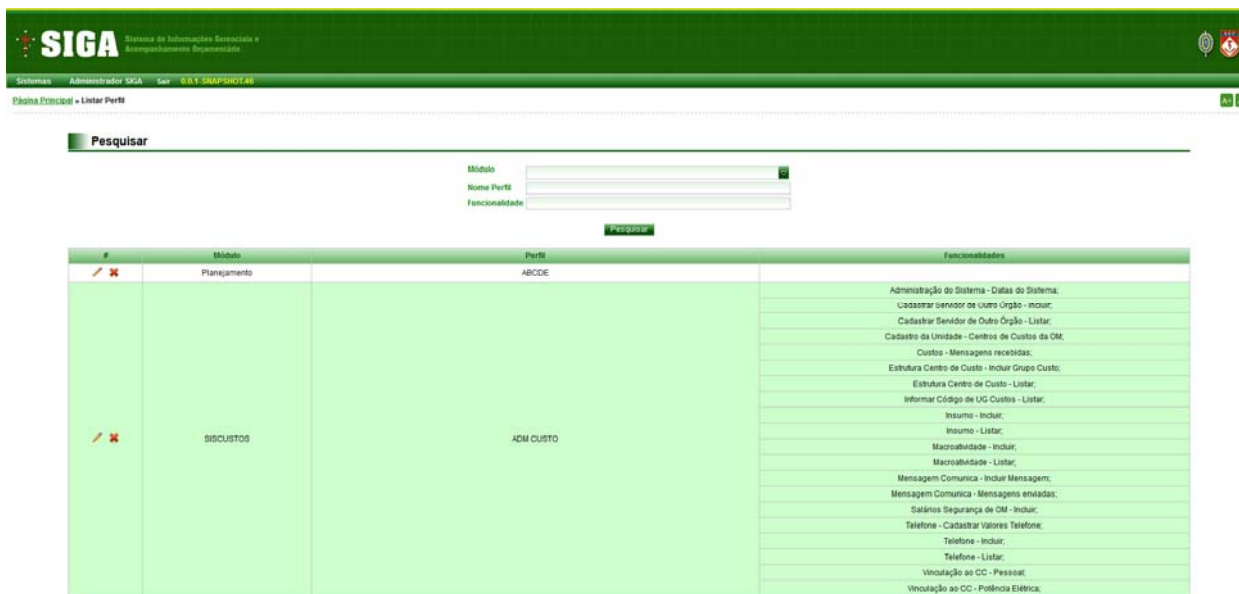 SIGA
Sistema de Informações Gerenciais e
Acompanhamento Orçamentário
Sistemas Administrador SIGA Sair 0.0.1-SNAPSHOT.46
Página Principal » Listar Perfil
A+
Pesquisar
Módulo
Nome Perfil
Funcionalidade
Pesquisar
# Módulo Perfil Funcionalidades
Planejamento ABCDE
Administração do Sistema - Datas do Sistema;
Cadastrar Servidor de Outro Órgão - Incluir;
Cadastrar Servidor de Outro Órgão - Listar;
Cadastro da Unidade - Centros de Custos da OM;
Custos - Mensagens recebidas;
Estrutura Centro de Custo - Incluir Grupo Custo;
Estrutura Centro de Custo - Listar;
Informar Código de UG Custos - Listar;
Insumo - Incluir;
Insumo - Listar;
SISCUSTOS ADM CUSTO
Macroatividade - Incluir;
Macroatividade - Listar;
Mensagem Comunica - Incluir Mensagem;
Mensagem Comunica - Mensagens enviadas;
Salários Segurança de OM - Incluir;
Telefone - Cadastrar Valores Telefone;
Telefone - Incluir;
Telefone - Listar;
Vinculação ao CC - Pessoal;
Vinculação ao CC - Potência Elétrica;